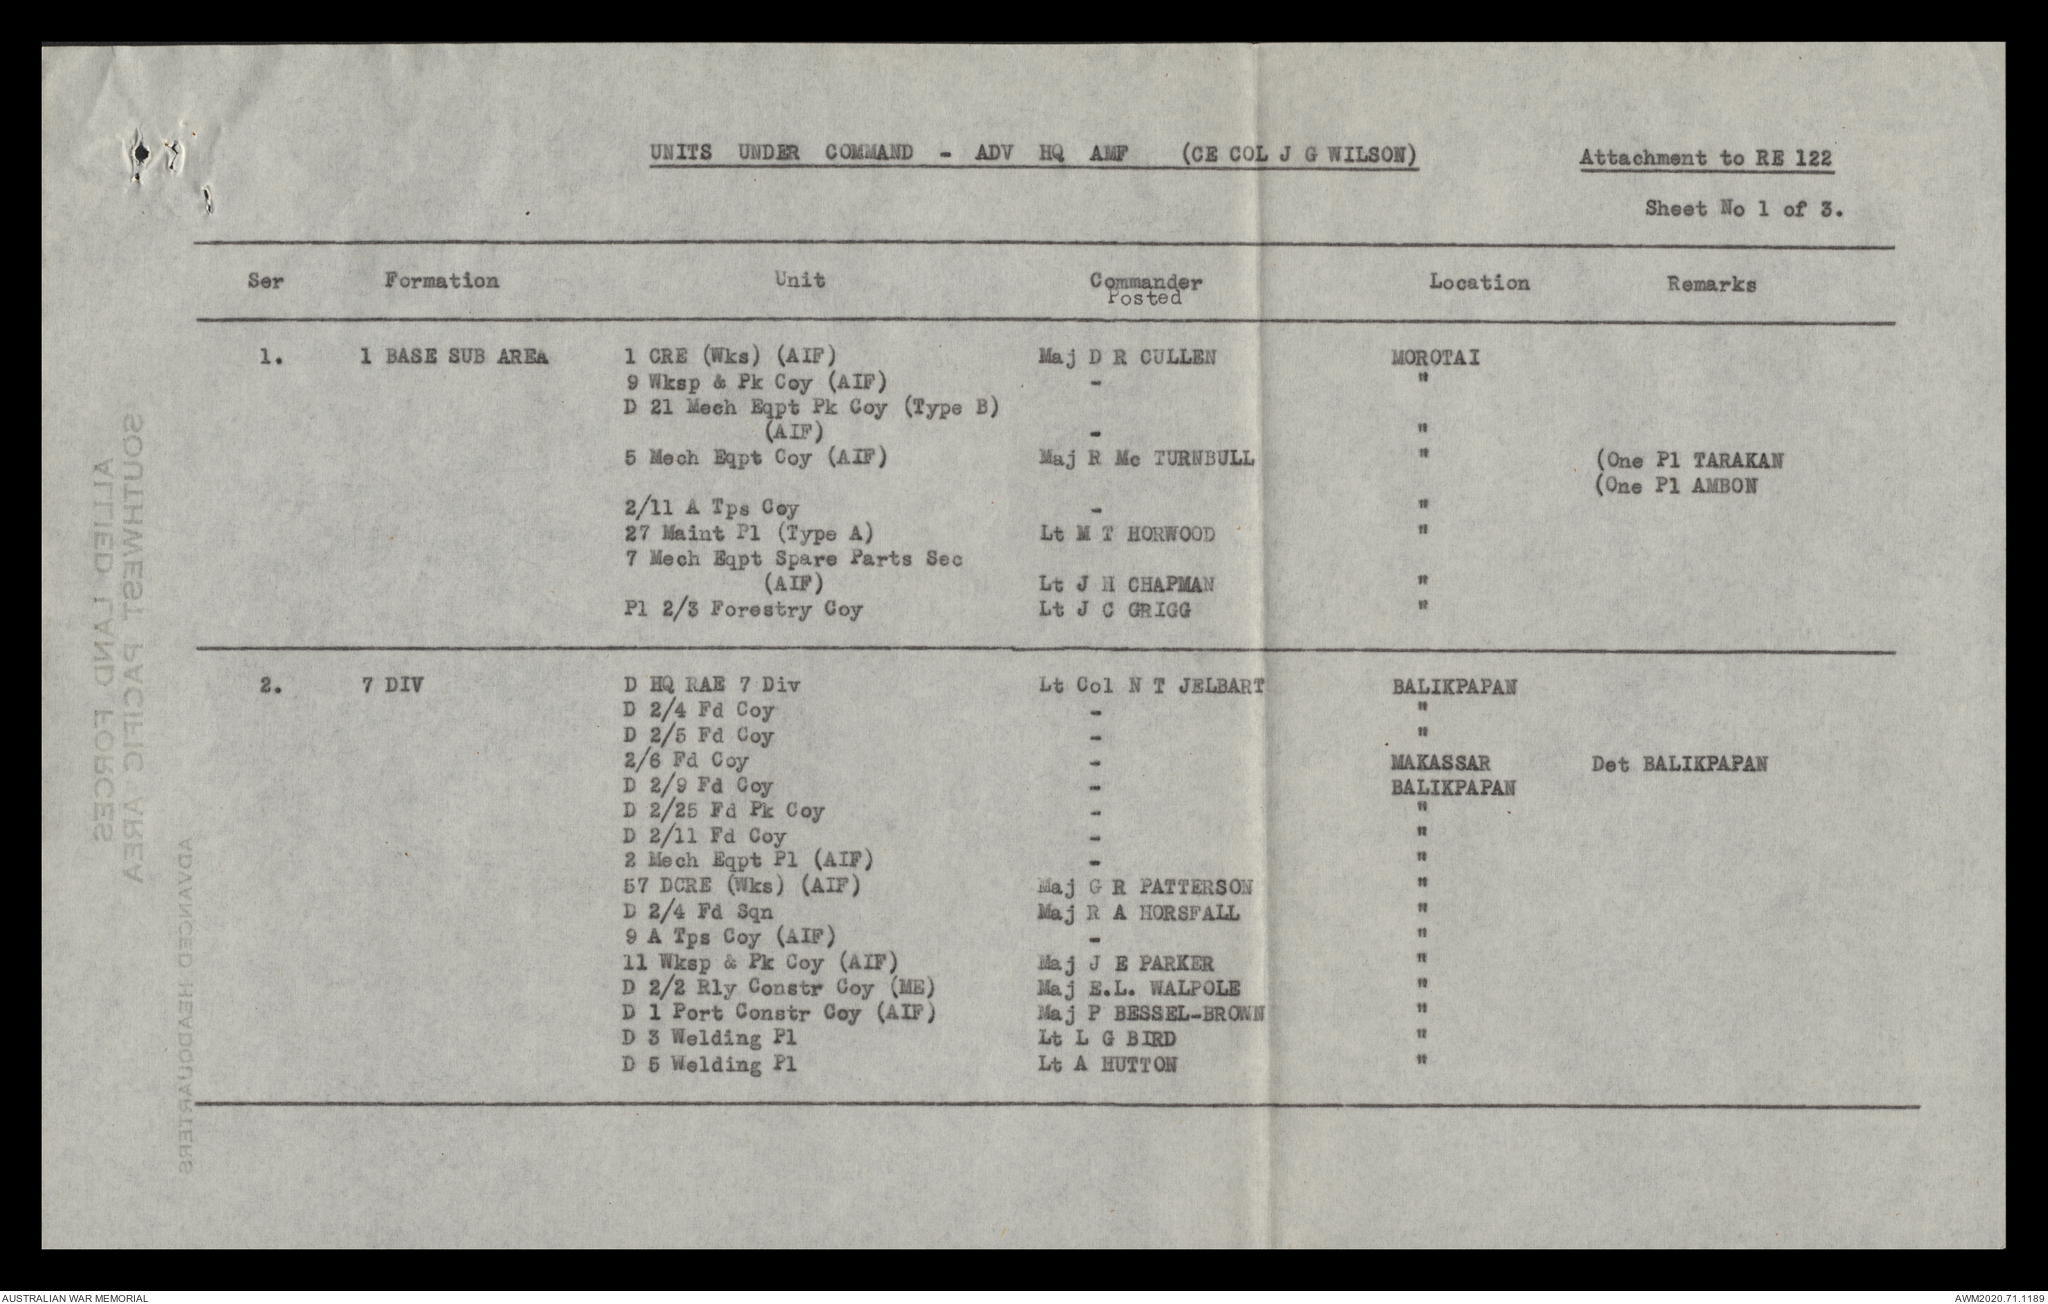 UNITS UNDER COMMAND - ADV HQ AMF (CE COL J G WILSON) Attachment to RE 122
Sheet No 1 of 3.
Ser Formation Unit Commander Posted Location Remarks
1. 1 BASE SUB AREA 1 CRE (Wks) (AIF) Maj D R CULLEN MOROTAI
9 Wksp & Pk Coy (AIF) - "
D 21 Mech Eqpt Pk Coy (Type B)
(AIF) - "
5 Mech Eqpt Coy (AIF) Maj R Mc TURNBULL " (One Pl TARAKAN
(One Pl AMBON
2/11 A Tps Coy - "
27 Maint Pl (Type A) Lt M T HORWOOD "
7 Mech Eqpt Spare Parts Sec
(AIF) Lt J H CHAPMAN "
Pl 2/3 Forestry Coy Lt J C GRIGG "
2. 7 DIV D HQ RAE 7 Div Lt Col N T JELBART BALIKPAPAN
D 2/4 Fd Coy - "
D 2/5 Fd Coy - "
2/6 Fd Coy - MAKASSAR Det BALIKPAPAN
D 2/9 Fd Coy - BALIKPAPAN
D 2/25 Fd Pk Coy - "
D 2/11 Fd Coy - "
2 Mech Eqpt Pl (AIF) - "
57 DCRE (Wks) (AIF) Maj G R PATTERSON "
D 2/4 Fd Sqn Maj R A HORSFALL "
9 A Tps Coy (AIF) - "
11 Wksp & Pk Coy (AIF) Maj J E PARKER "
D 2/2 Rly Constr Coy (ME) Maj E.L. WALPOLE "
D 1 Port Constr Coy (AIF) Maj P BESSEL-BROWN "
D 3 Welding Pl Lt L G BIRD "
D 5 Welding Pl Lt A HUTTON "
ALLIED LAND FORCES
SOUTHWEST PACIFIC AREA
ADVANCED HEADQUARTERS
AUSTRALIAN WAR MEMORIAL AWM2020.71.1189